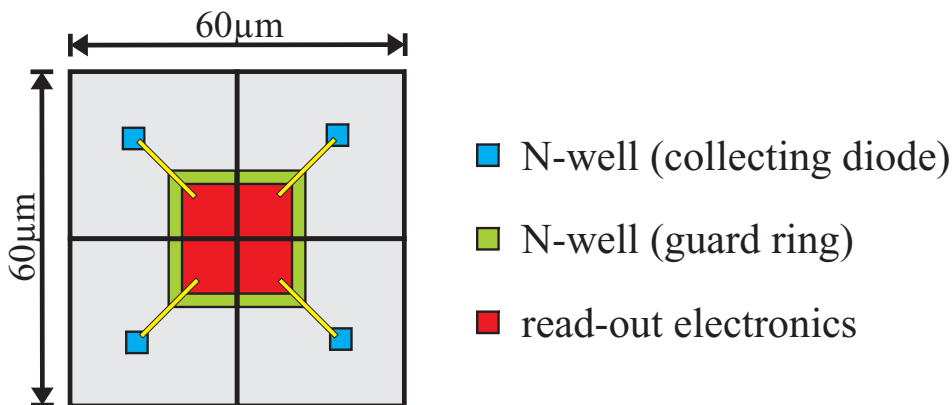 60µm
60µm
N-well (collecting diode)
N-well (guard ring)
read-out electronics